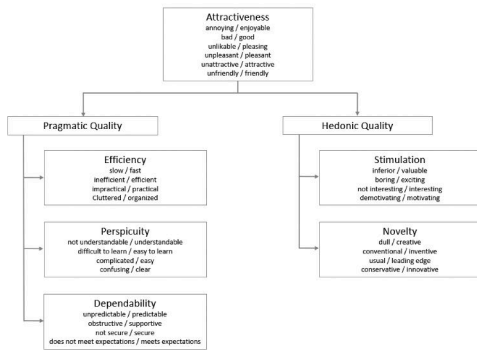 Attractiveness
annoying / enjoyable
bad / good
unlikable / pleasing
unpleasant / pleasant
unattractive / attractive
unfriendly / friendly
Pragmatic Quality
Hedonic Quality
Efficiency
slow / fast
inefficient / efficient
impractical / practical
Cluttered / organized
Perspicuity
not understandable / understandable
difficult to learn / easy to learn
complicated / easy
confusing / clear
Dependability
unpredictable / predictable
obstructive / supportive
not secure / secure
does not meet expectations / meets expectations
Stimulation
inferior / valuable
boring / exciting
not interesting / interesting
demotivating / motivating
Novelty
dull / creative
conventional / inventive
usual / leading edge
conservative / innovative